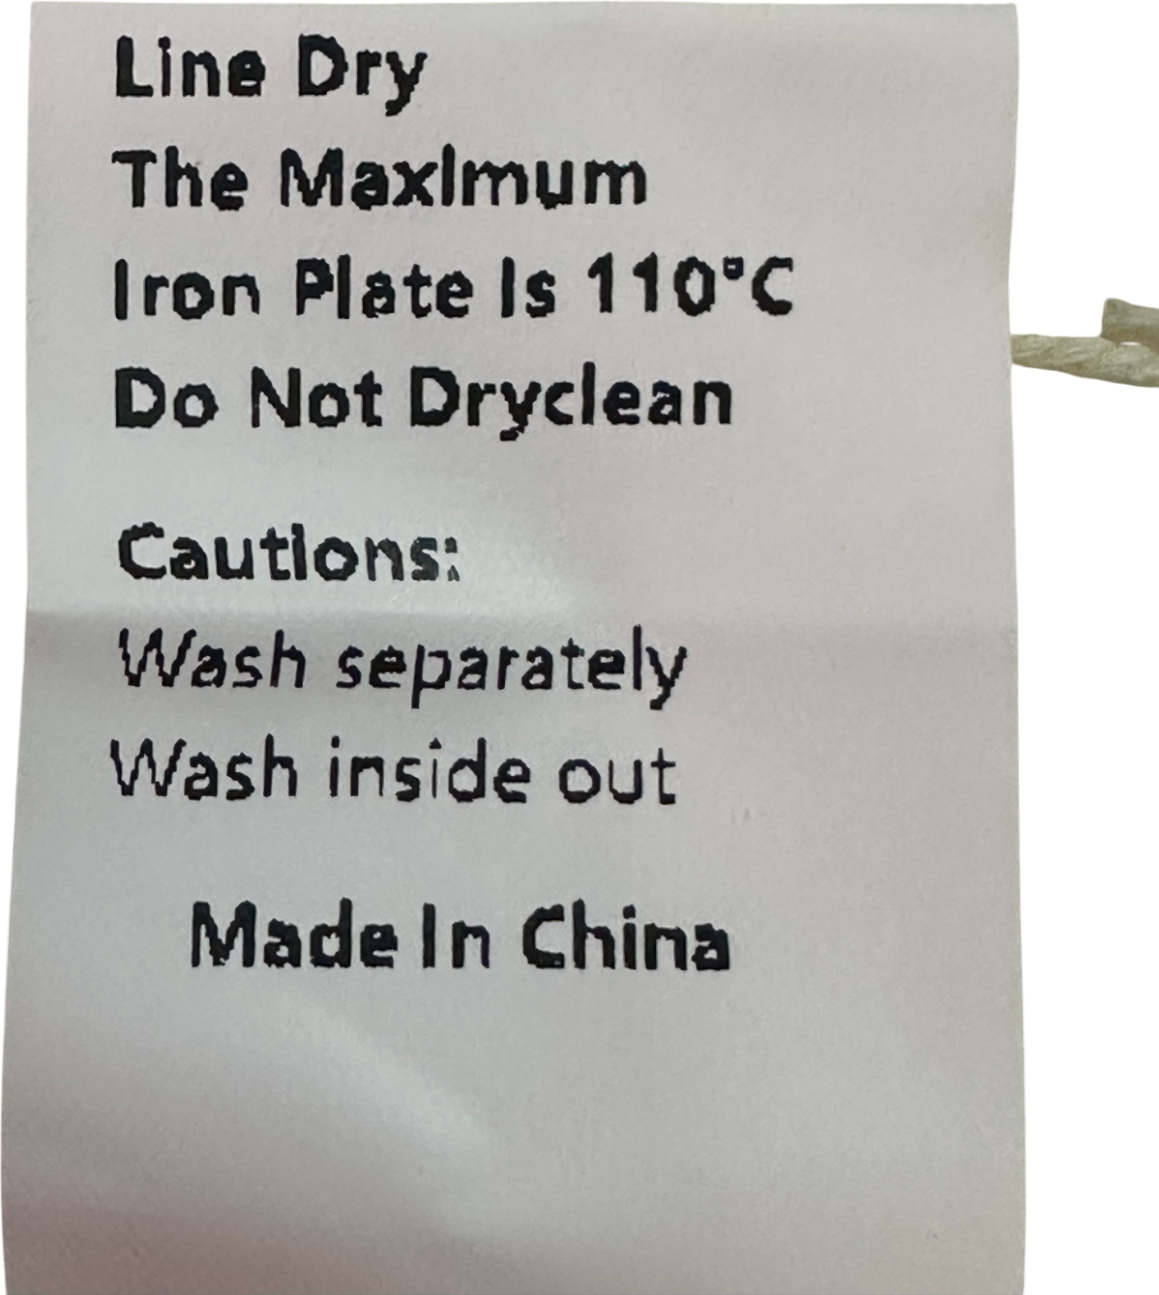 Line Dry
The Maximum
Iron Plate Is 110°C
Do Not Dryclean
Cautions:
Wash separately
Wash inside out
Made In China